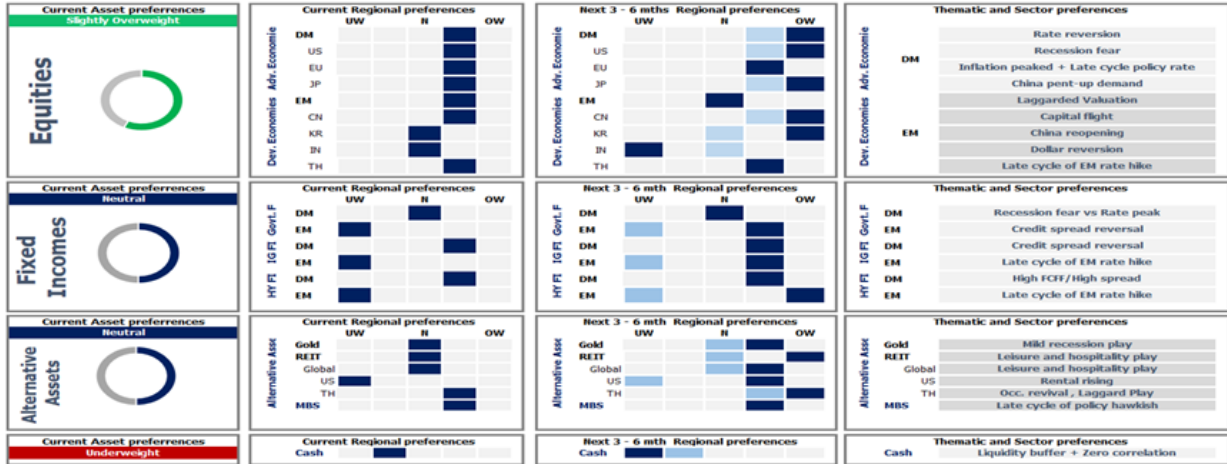 Current Asset preferrences
Slightly Overweight
Equities
Current Regional preferences
UW N OW
Adv. Economie
DM
US
EU
JP
Dev. Economies
EM
CN
KR
IN
TH
Next 3 - 6 mths Regional preferences
UW N OW
Adv. Economie
DM
US
EU
JP
Dev. Economies
EM
CN
KR
IN
TH
Thematic and Sector preferences
Adv. Economie
DM
Rate reversion
Recession fear
Inflation peaked + Late cycle policy rate
China pent-up demand
Dev. Economies
EM
Laggarded Valuation
Capital flight
China reopening
Dollar reversion
Late cycle of EM rate hike
Current Asset preferrences
Neutral
Fixed
Incomes
Current Regional preferences
UW N OW
Govt. F
DM
EM
IG FI
DM
EM
HY FI
DM
EM
Next 3 - 6 mth Regional preferences
UW N OW
Govt. F
DM
EM
IG FI
DM
EM
HY FI
DM
EM
Thematic and Sector preferences
Govt. F
DM Recession fear vs Rate peak
EM Credit spread reversal
IG FI
DM Credit spread reversal
EM Late cycle of EM rate hike
HY FI
DM High FCFF/High spread
EM Late cycle of EM rate hike
Current Asset preferrences
Neutral
Alternative
Assets
Current Regional preferences
UW N OW
Alternative Asse
Gold
REIT
Global
US
TH
MBS
Next 3 - 6 mth Regional preferences
UW N OW
Alternative Asse
Gold
REIT
Global
US
TH
MBS
Thematic and Sector preferences
Alternative Asse
Gold Mild recession play
REIT Leisure and hospitality play
Global Leisure and hospitality play
US Rental rising
TH Occ. revival , Laggard Play
MBS Late cycle of policy hawkish
Current Asset preferrences
Underweight
Current Regional preferences
Cash
Next 3 - 6 mth Regional preferences
Cash
Thematic and Sector preferences
Cash Liquidity buffer + Zero correlation